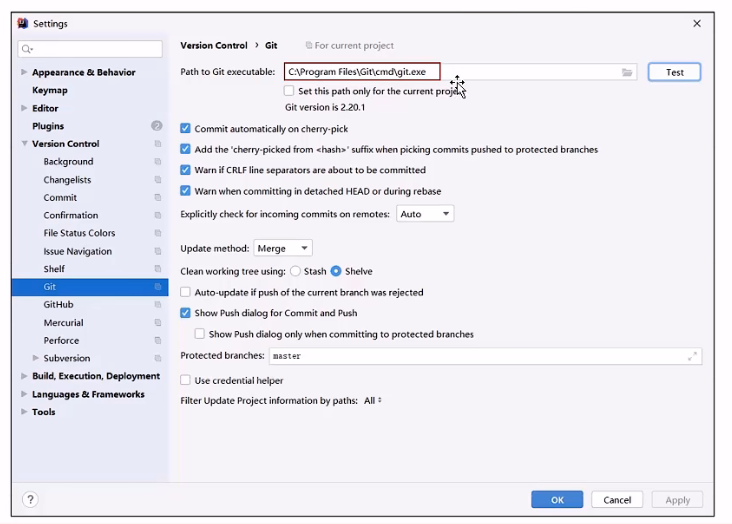 Settings
Version Control > Git
For current project
Appearance & Behavior
Keymap
Editor
Plugins
2
Version Control
Background
Changelists
Commit
Confirmation
File Status Colors
Issue Navigation
Shelf
Git
GitHub
Mercurial
Perforce
Subversion
Build, Execution, Deployment
Languages & Frameworks
Tools
Path to Git executable: C:\Program Files\Git\cmd\git.exe Test
Set this path only for the current project
Git version is 2.20.1
Commit automatically on cherry-pick
Add the 'cherry-picked from <hash>' suffix when picking commits pushed to protected branches
Warn if CRLF line separators are about to be committed
Warn when committing in detached HEAD or during rebase
Explicitly check for incoming commits on remotes: Auto
Update method: Merge
Clean working tree using: Stash Shelve
Auto-update if push of the current branch was rejected
Show Push dialog for Commit and Push
Show Push dialog only when committing to protected branches
Protected branches: master
Use credential helper
Filter Update Project information by paths: All
? OK Cancel Apply